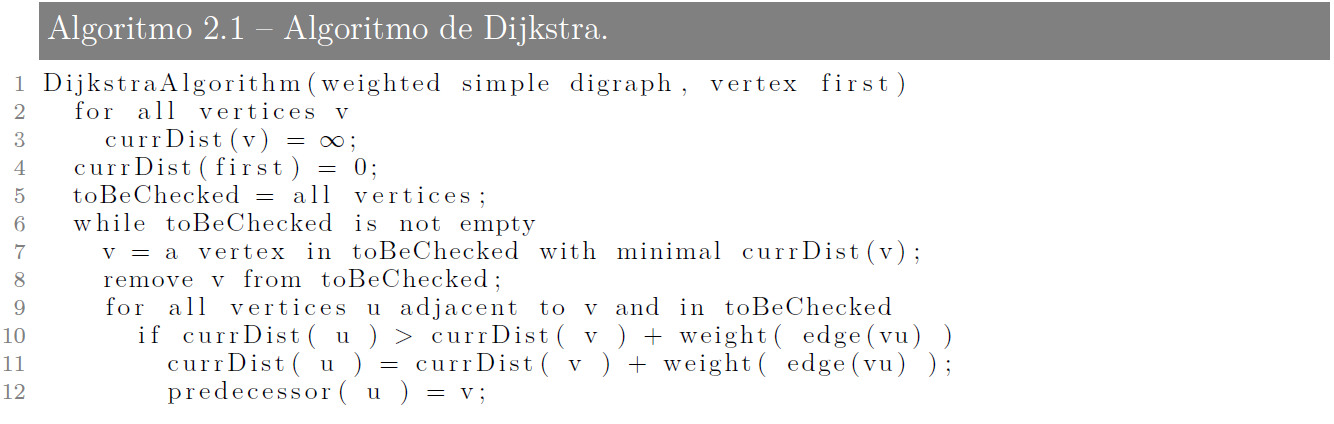 Algoritmo 2.1 – Algoritmo de Dijkstra.
1 DijkstraAlgorithm(weighted simple digraph, vertex first)
2 for all vertices v
3 currDist(v) = ∞;
4 currDist(first) = 0;
5 toBeChecked = all vertices;
6 while toBeChecked is not empty
7 v = a vertex in toBeChecked with minimal currDist(v);
8 remove v from toBeChecked;
9 for all vertices u adjacent to v and in toBeChecked
10 if currDist( u ) > currDist( v ) + weight( edge(vu) )
11 currDist( u ) = currDist( v ) + weight( edge(vu) );
12 predecessor( u ) = v;